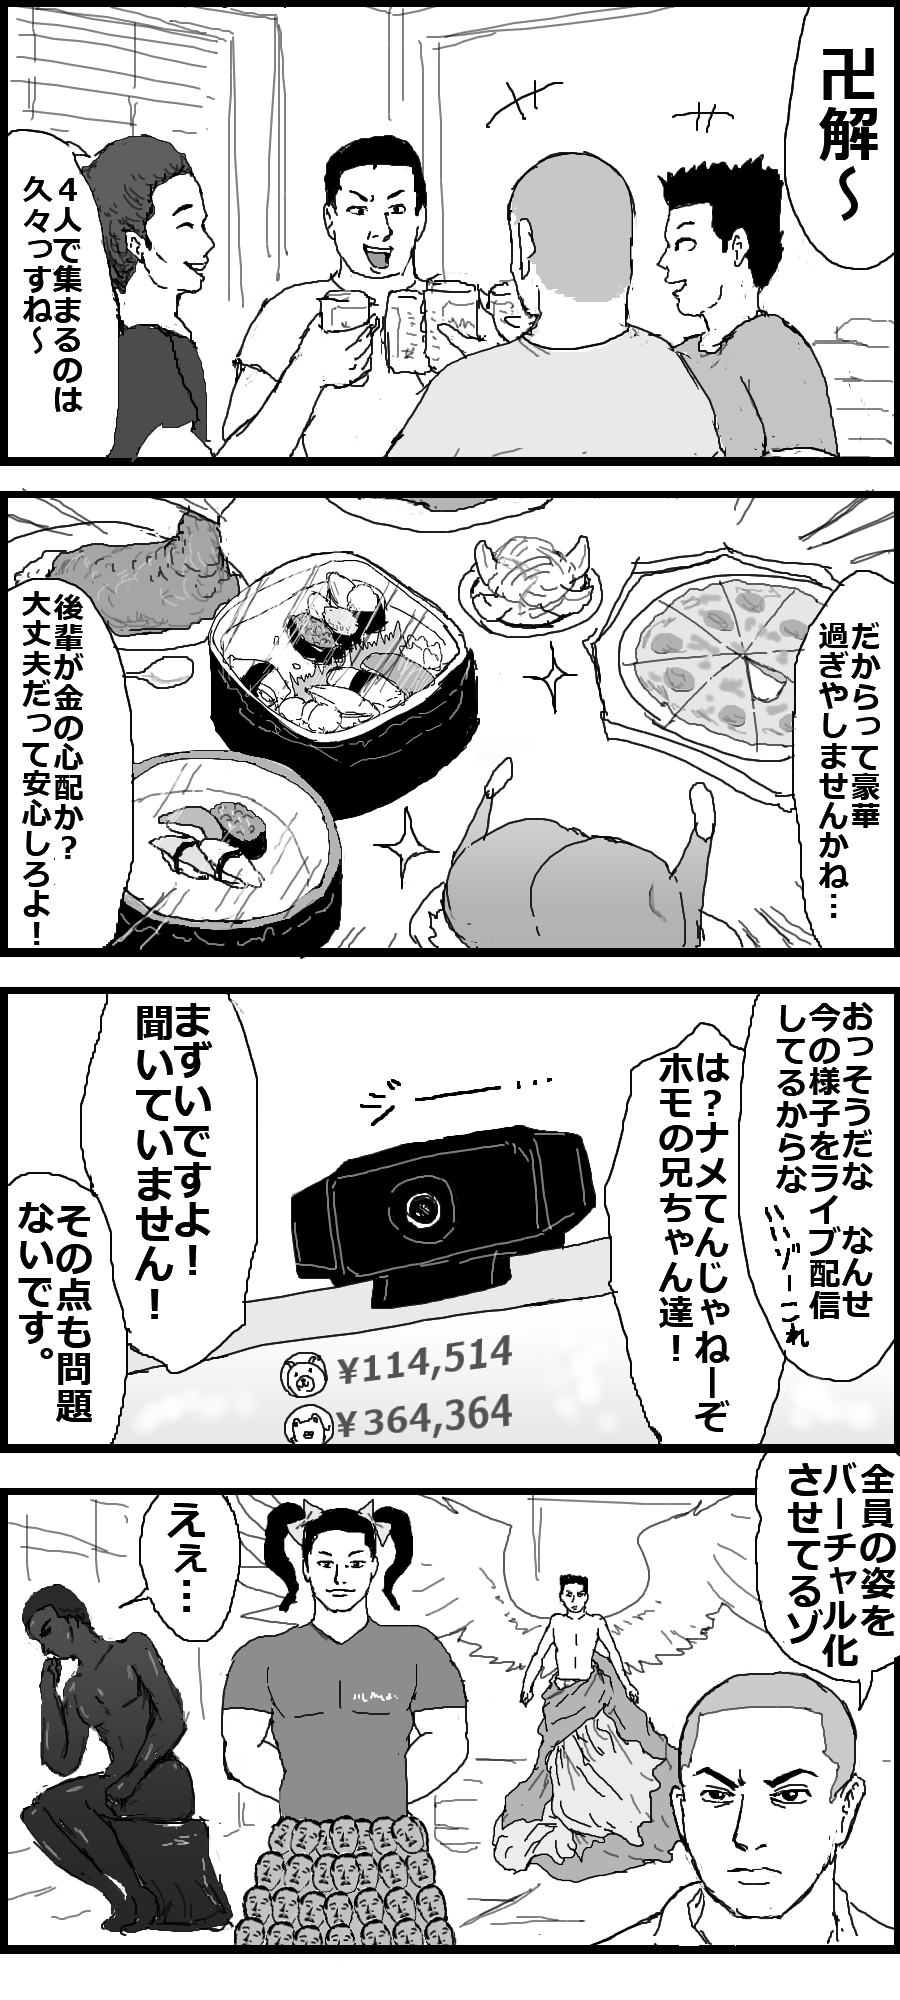 卍解～
4人で集まるのは
久々っすね～
だからって豪華
過ぎやしませんかね…
後輩が金の心配か?
大丈夫だって安心しろよ!
おっそうだな なんせ
今の様子をライブ配信
してるからな
いいゾーこれ
は?ナメてんじゃねーぞ
ホモの兄ちゃん達!
ジー…
まずいですよ!
聞いていません!
その点も問題
ないです。
¥114,514
¥364,364
全員の姿を
バーチャル化
させてるゾ
ええ…